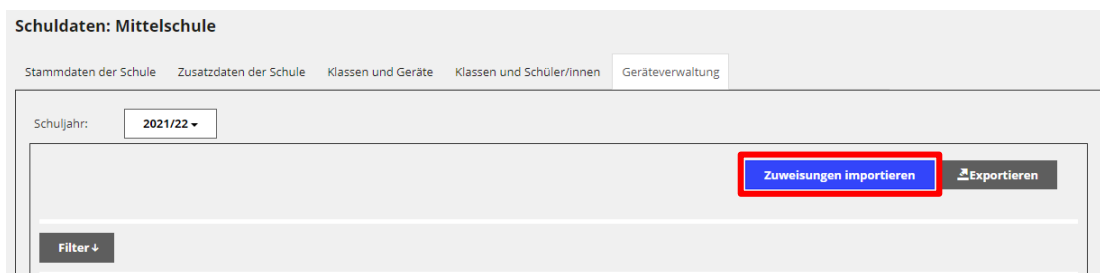 Schuldaten: Mittelschule
Stammdaten der Schule Zusatzdaten der Schule Klassen und Geräte Klassen und Schüler/innen Geräteverwaltung
Schuljahr: 2021/22
Zuweisungen importieren Exportieren
Filter ↓